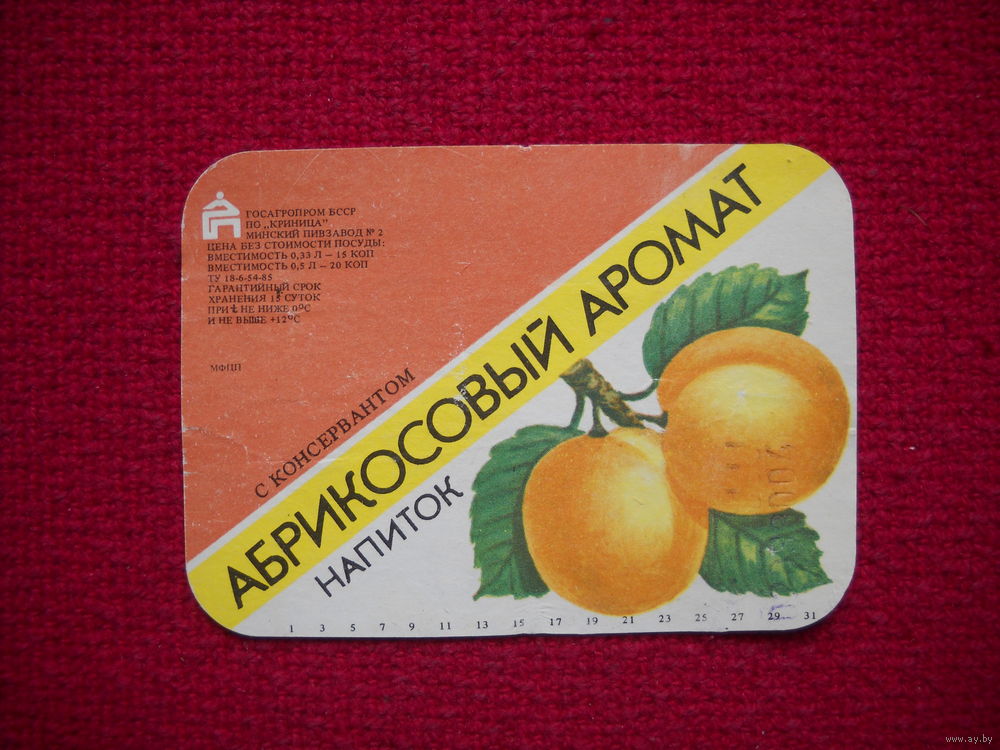 ГОСАГРОПРОМ БССР
ПО „КРИНИЦА"
МИНСКИЙ ПИВЗАВОД № 2
ЦЕНА БЕЗ СТОИМОСТИ ПОСУДЫ:
ВМЕСТИМОСТЬ 0,33 Л — 15 КОП
ВМЕСТИМОСТЬ 0,5 Л — 20 КОП
ТУ 18-6-54-85
ГАРАНТИЙНЫЙ СРОК
ХРАНЕНИЯ 15 СУТОК
ПРИ t НЕ НИЖЕ 0°С
И НЕ ВЫШЕ +12°С
МФЦП
С КОНСЕРВАНТОМ
АБРИКОСОВЫЙ АРОМАТ
НАПИТОК
1 3 5 7 9 11 13 15 17 19 21 23 25 27 29 31
www.ay.by